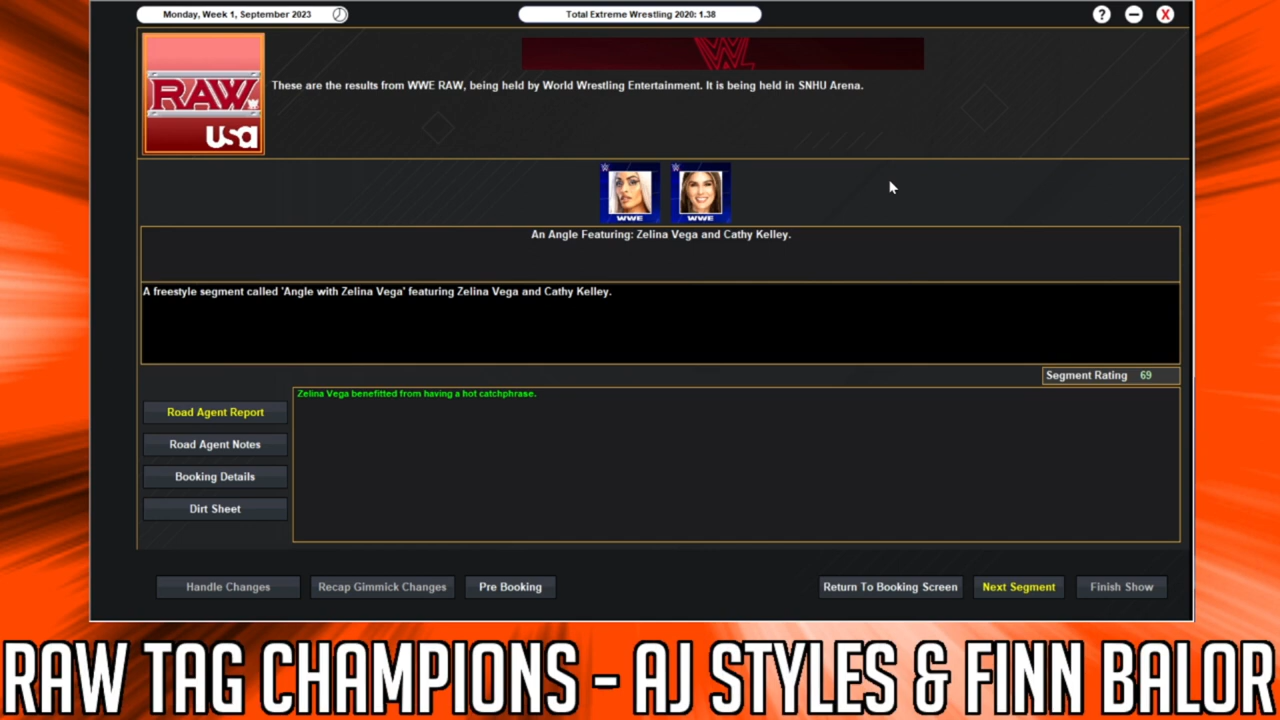 Monday, Week 1, September 2023
Total Extreme Wrestling 2020: 1.38
?
X
RAW
USA
These are the results from WWE RAW, being held by World Wrestling Entertainment. It is being held in SNHU Arena.
WWE
WWE
An Angle Featuring: Zelina Vega and Cathy Kelley.
A freestyle segment called 'Angle with Zelina Vega' featuring Zelina Vega and Cathy Kelley.
Segment Rating 69
Zelina Vega benefitted from having a hot catchphrase.
Road Agent Report
Road Agent Notes
Booking Details
Dirt Sheet
Handle Changes
Recap Gimmick Changes
Pre Booking
Return To Booking Screen
Next Segment
Finish Show
RAW TAG CHAMPIONS - AJ STYLES & FINN BALOR